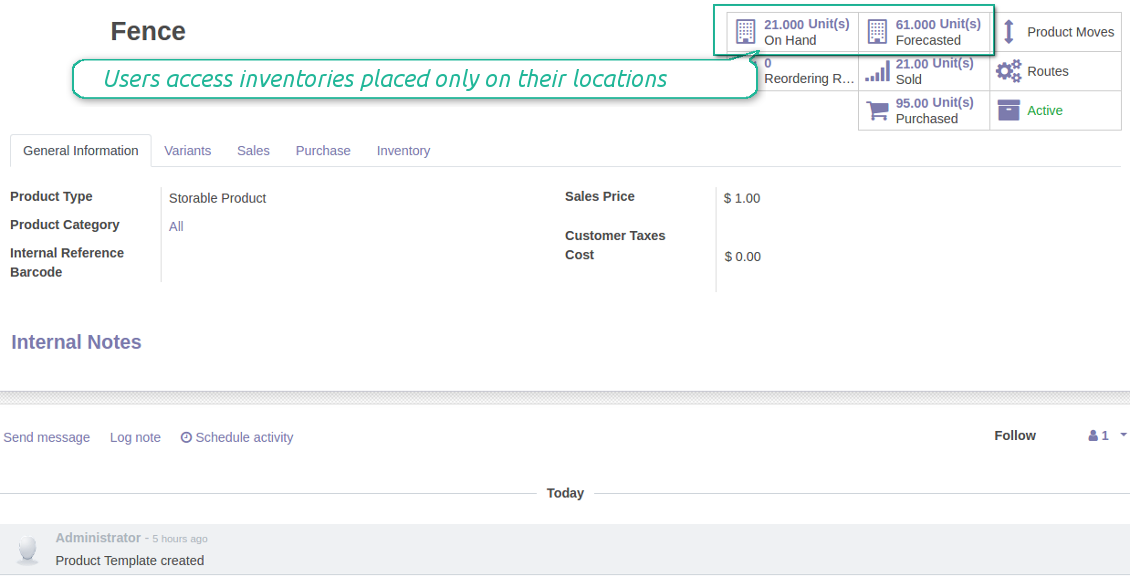 Fence
21.000 Unit(s)
On Hand
61.000 Unit(s)
Forecasted
Product Moves
Users access inventories placed only on their locations
0
Reordering R...
21.00 Unit(s)
Sold
Routes
95.00 Unit(s)
Purchased
Active
General Information Variants Sales Purchase Inventory
Product Type
Storable Product
Product Category
All
Internal Reference
Barcode
Sales Price
$ 1.00
Customer Taxes
Cost
$ 0.00
Internal Notes
Send message Log note Schedule activity
Follow 1
Today
Administrator - 5 hours ago
Product Template created